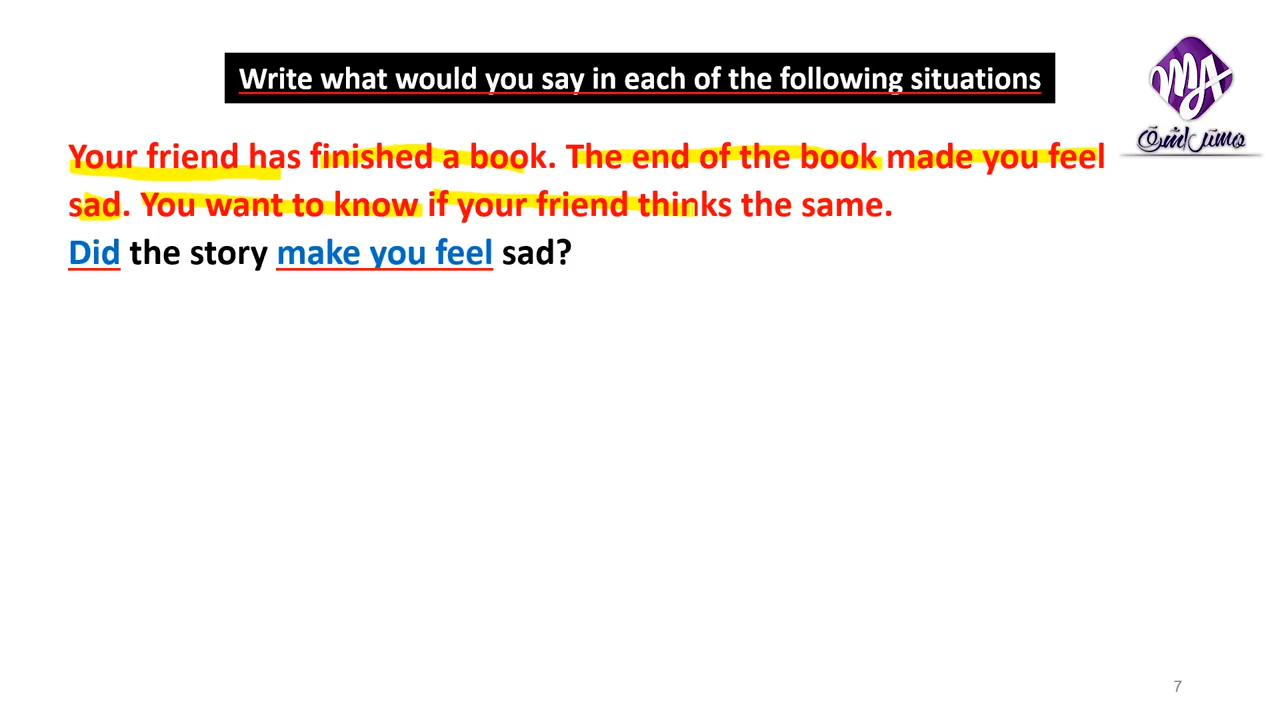 Write what would you say in each of the following situations
MA
Your friend has finished a book. The end of the book made you feel
sad. You want to know if your friend thinks the same.
Did the story make you feel sad?
7